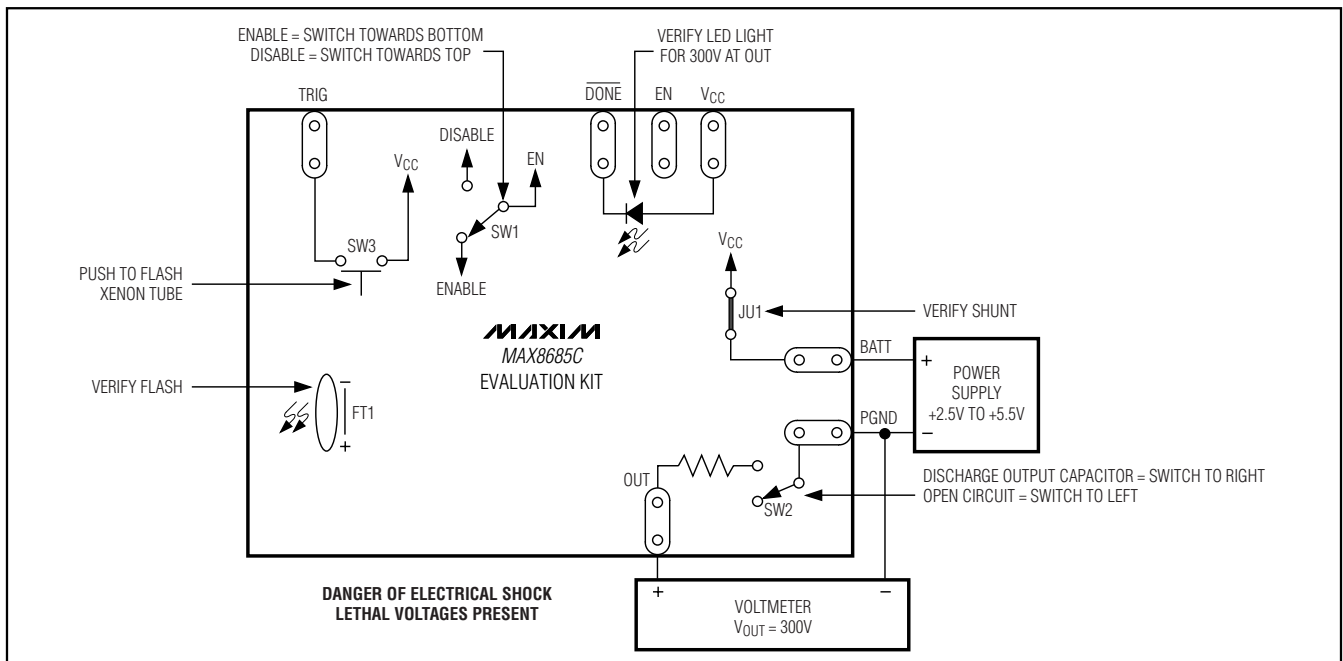 ENABLE = SWITCH TOWARDS BOTTOM
DISABLE = SWITCH TOWARDS TOP
VERIFY LED LIGHT
FOR 300V AT OUT
TRIG
DONE
EN
VCC
DISABLE
VCC
EN
SW1
SW3
VCC
PUSH TO FLASH
XENON TUBE
ENABLE
JU1
VERIFY SHUNT
MAXIM
MAX8685C
EVALUATION KIT
BATT
+
POWER
SUPPLY
+2.5V TO +5.5V
−
VERIFY FLASH
−
FT1
+
PGND
OUT
SW2
DISCHARGE OUTPUT CAPACITOR = SWITCH TO RIGHT
OPEN CIRCUIT = SWITCH TO LEFT
DANGER OF ELECTRICAL SHOCK
LETHAL VOLTAGES PRESENT
+
−
VOLTMETER
VOUT = 300V